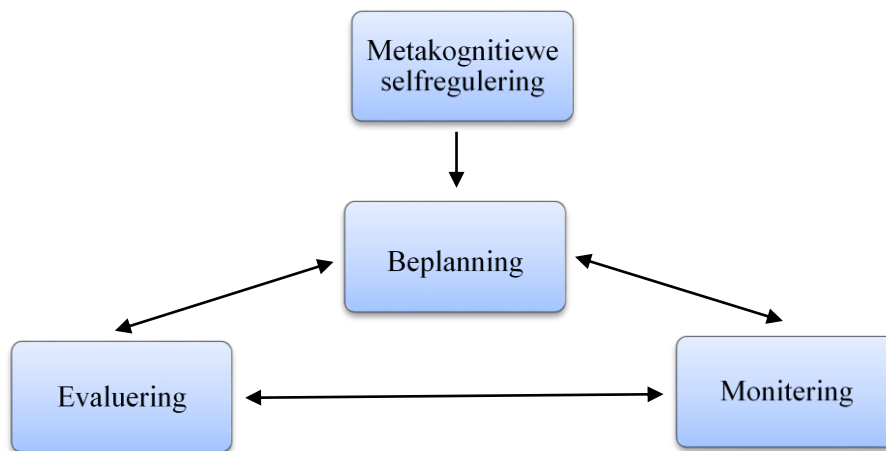 Metakognitiewe
selfregulering
Beplanning
Evaluering
Monitering